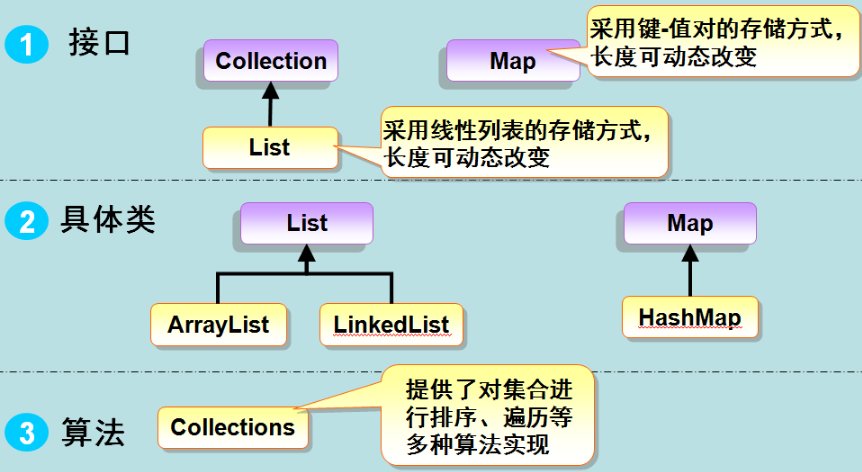 1 接口
Collection
Map
采用键-值对的存储方式，
长度可动态改变
List
采用线性列表的存储方式，
长度可动态改变
2 具体类
List
Map
ArrayList
LinkedList
HashMap
3 算法
Collections
提供了对集合进
行排序、遍历等
多种算法实现